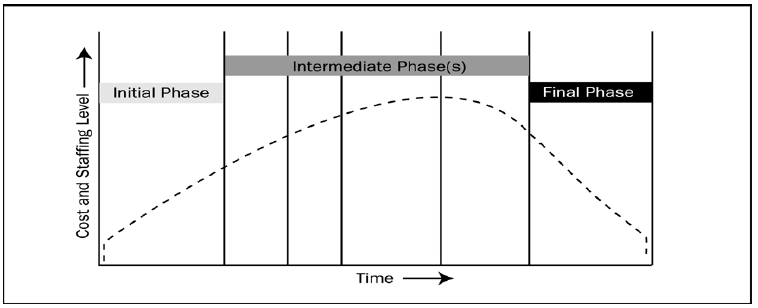 Intermediate Phase(s)
Initial Phase
Final Phase
Cost and Staffing Level
Time